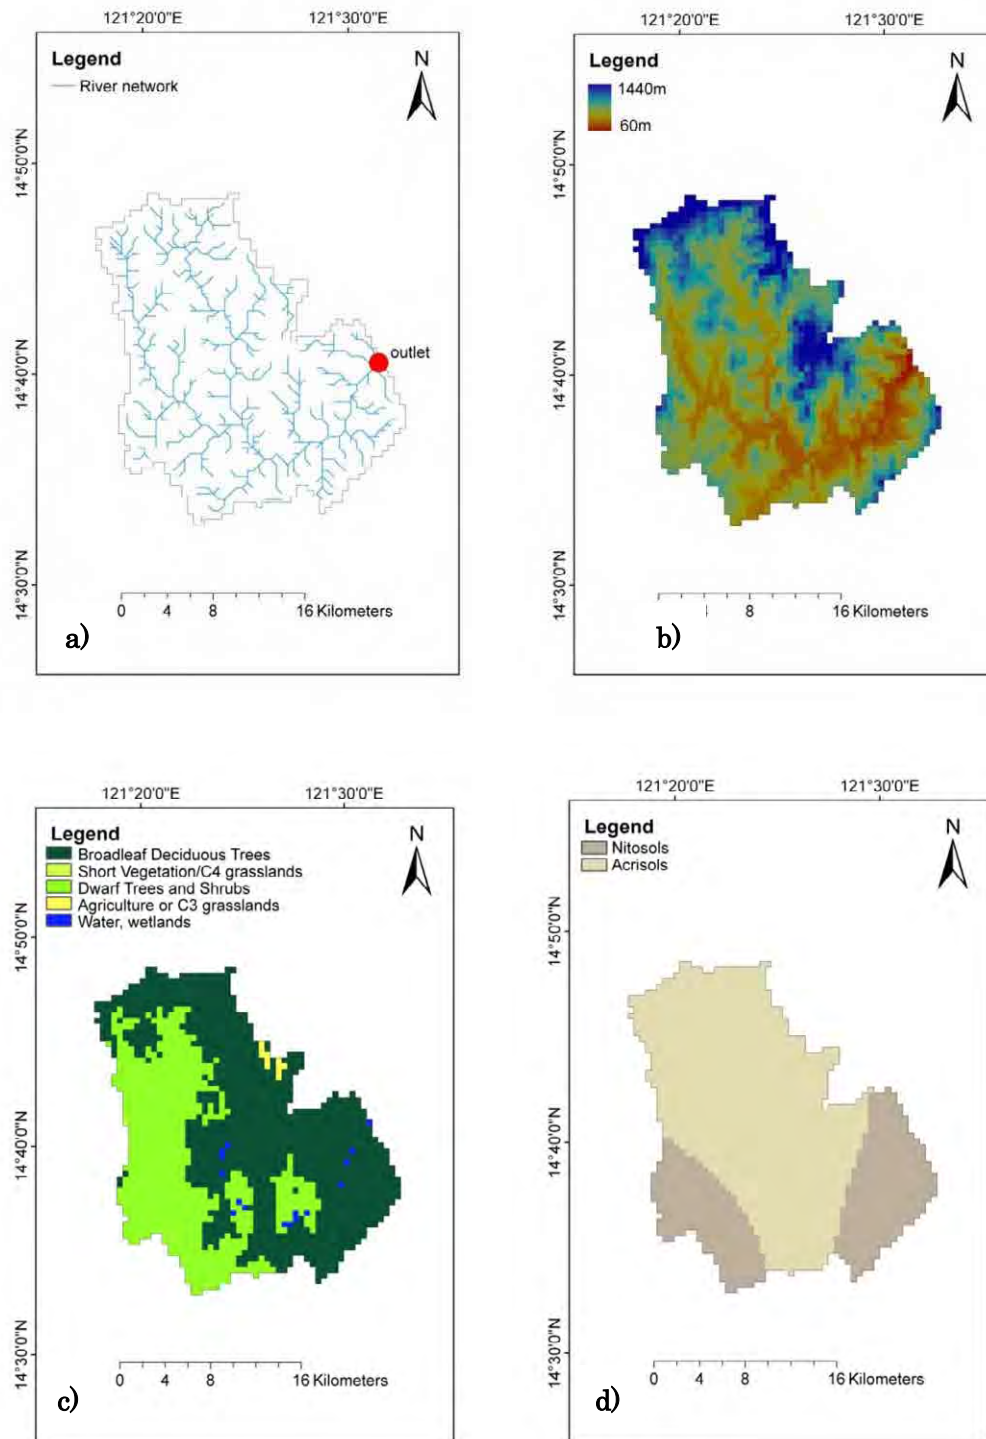 121°20'0"E
121°30'0"E
Legend
River network
N
14°50'0"N
14°40'0"N
14°30'0"N
outlet
0 4 8 16 Kilometers
a)
121°20'0"E
121°30'0"E
Legend
1440m
60m
N
14°50'0"N
14°40'0"N
14°30'0"N
8 16 Kilometers
b)
121°20'0"E
121°30'0"E
Legend
Broadleaf Deciduous Trees
Short Vegetation/C4 grasslands
Dwarf Trees and Shrubs
Agriculture or C3 grasslands
Water, wetlands
N
14°50'0"N
14°40'0"N
14°30'0"N
0 4 8 16 Kilometers
c)
121°20'0"E
121°30'0"E
Legend
Nitosols
Acrisols
N
14°50'0"N
14°40'0"N
14°30'0"N
0 4 8 16 Kilometers
d)